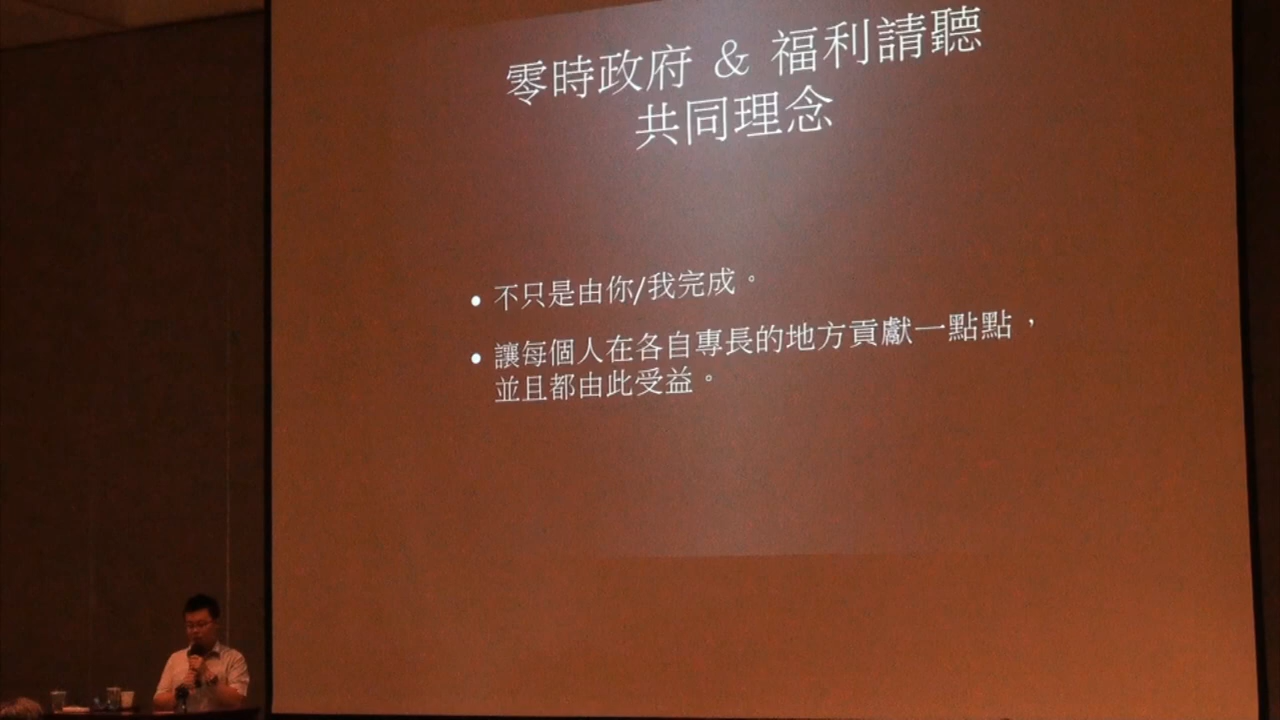 零時政府 & 福利請聽
共同理念
• 不只是由你/我完成。
• 讓每個人在各自專長的地方貢獻一點點，
並且都由此受益。